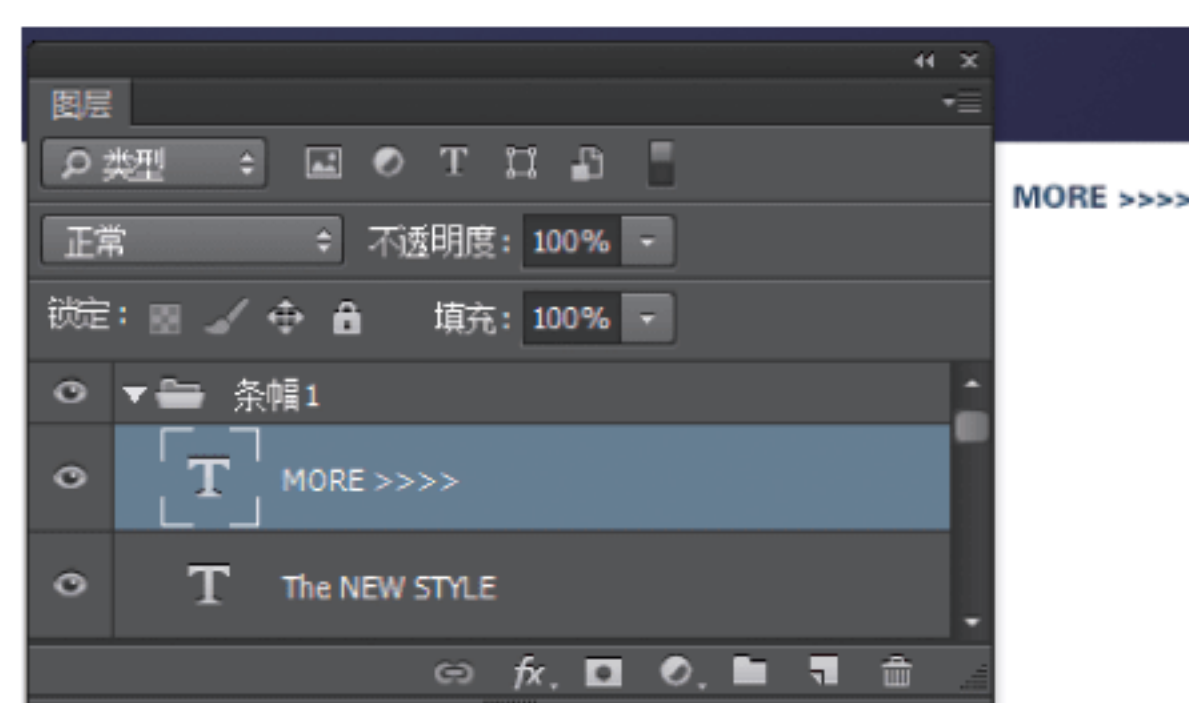 图层
类型 T
MORE >>>>
正常 不透明度: 100%
锁定: 填充: 100%
条幅1
T MORE >>>>
T The NEW STYLE
fx.